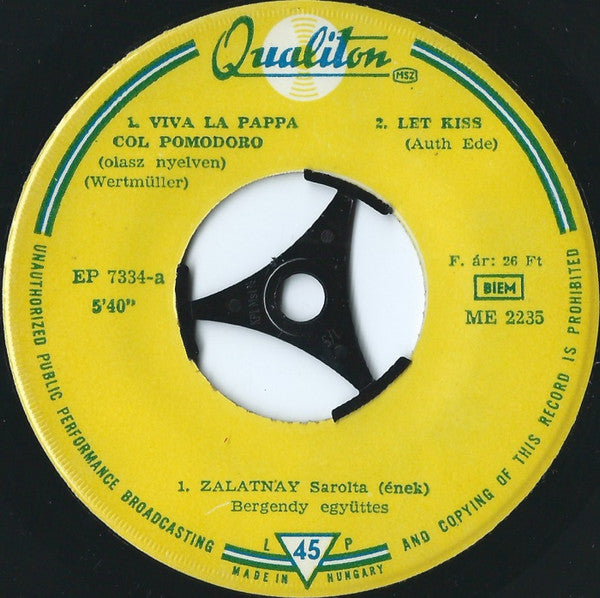 Qualiton
MSZ
1. VIVA LA PAPPA
COL POMODORO
(olasz nyelven)
(Wertmüller)
2. LET KISS
(Auth Ede)
EP 7334-a
5'40"
F. ár: 26 Ft
BIEM
ME 2235
1. ZALATNAY Sarolta (ének)
Bergendy együttes
L P
45
MADE IN HUNGARY
UNAUTHORIZED PUBLIC PERFORMANCE BROADCASTING AND COPYING OF THIS RECORD IS PROHIBITED